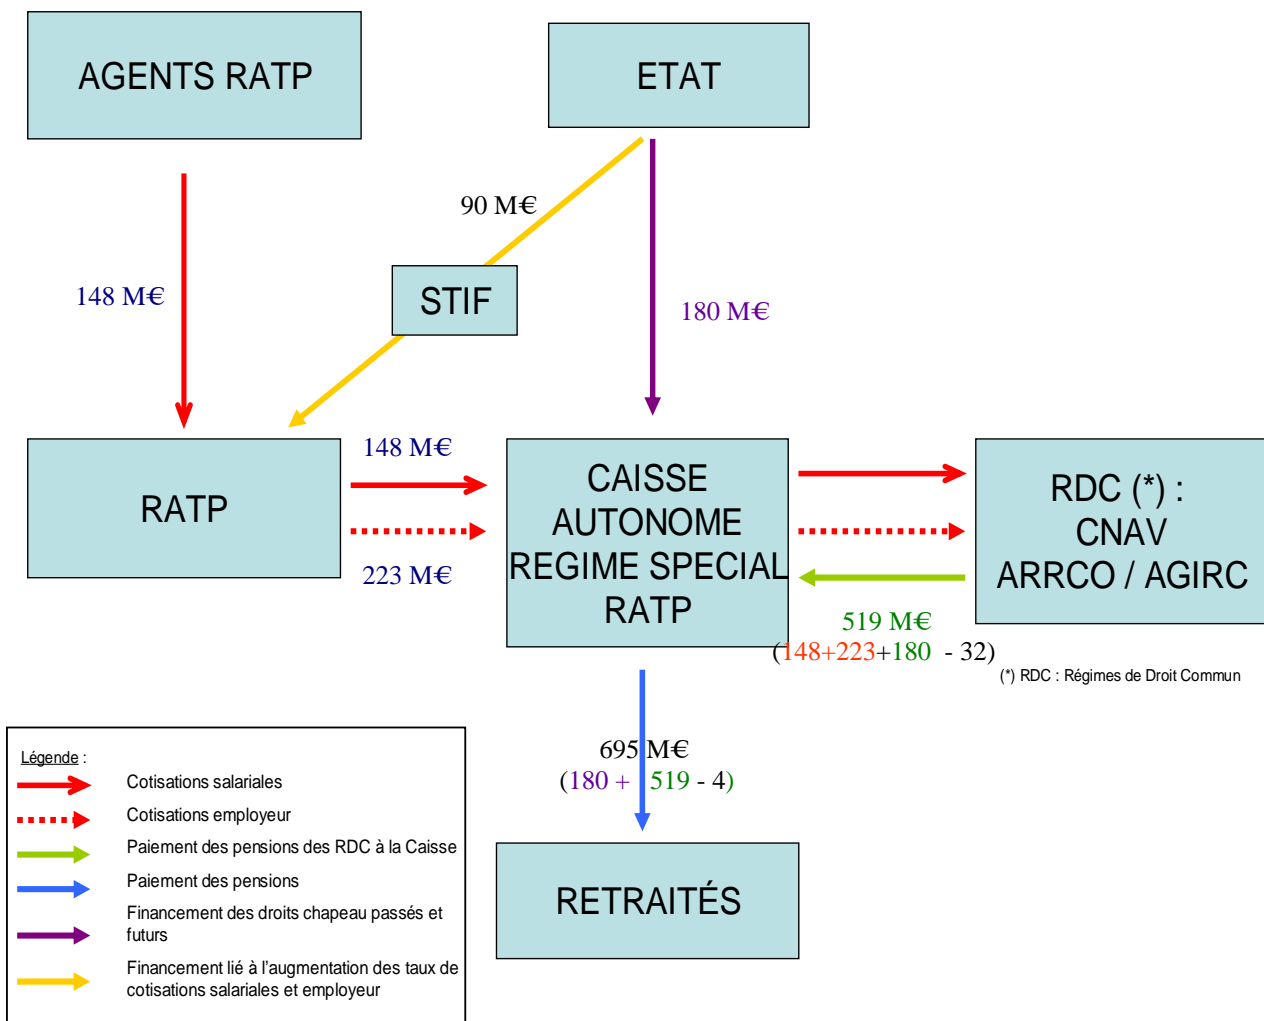 AGENTS RATP
ETAT
90 M€
148 M€
STIF
180 M€
RATP
148 M€
223 M€
CAISSE
AUTONOME
REGIME SPECIAL
RATP
RDC (*) :
CNAV
ARRCO / AGIRC
519 M€
(148+223+180 - 32)
(*) RDC : Régimes de Droit Commun
695 M€
(180 + 519 - 4)
RETRAITÉS
Légende :
Cotisations salariales
Cotisations employeur
Paiement des pensions des RDC à la Caisse
Paiement des pensions
Financement des droits chapeau passés et
futurs
Financement lié à l'augmentation des taux de
cotisations salariales et employeur